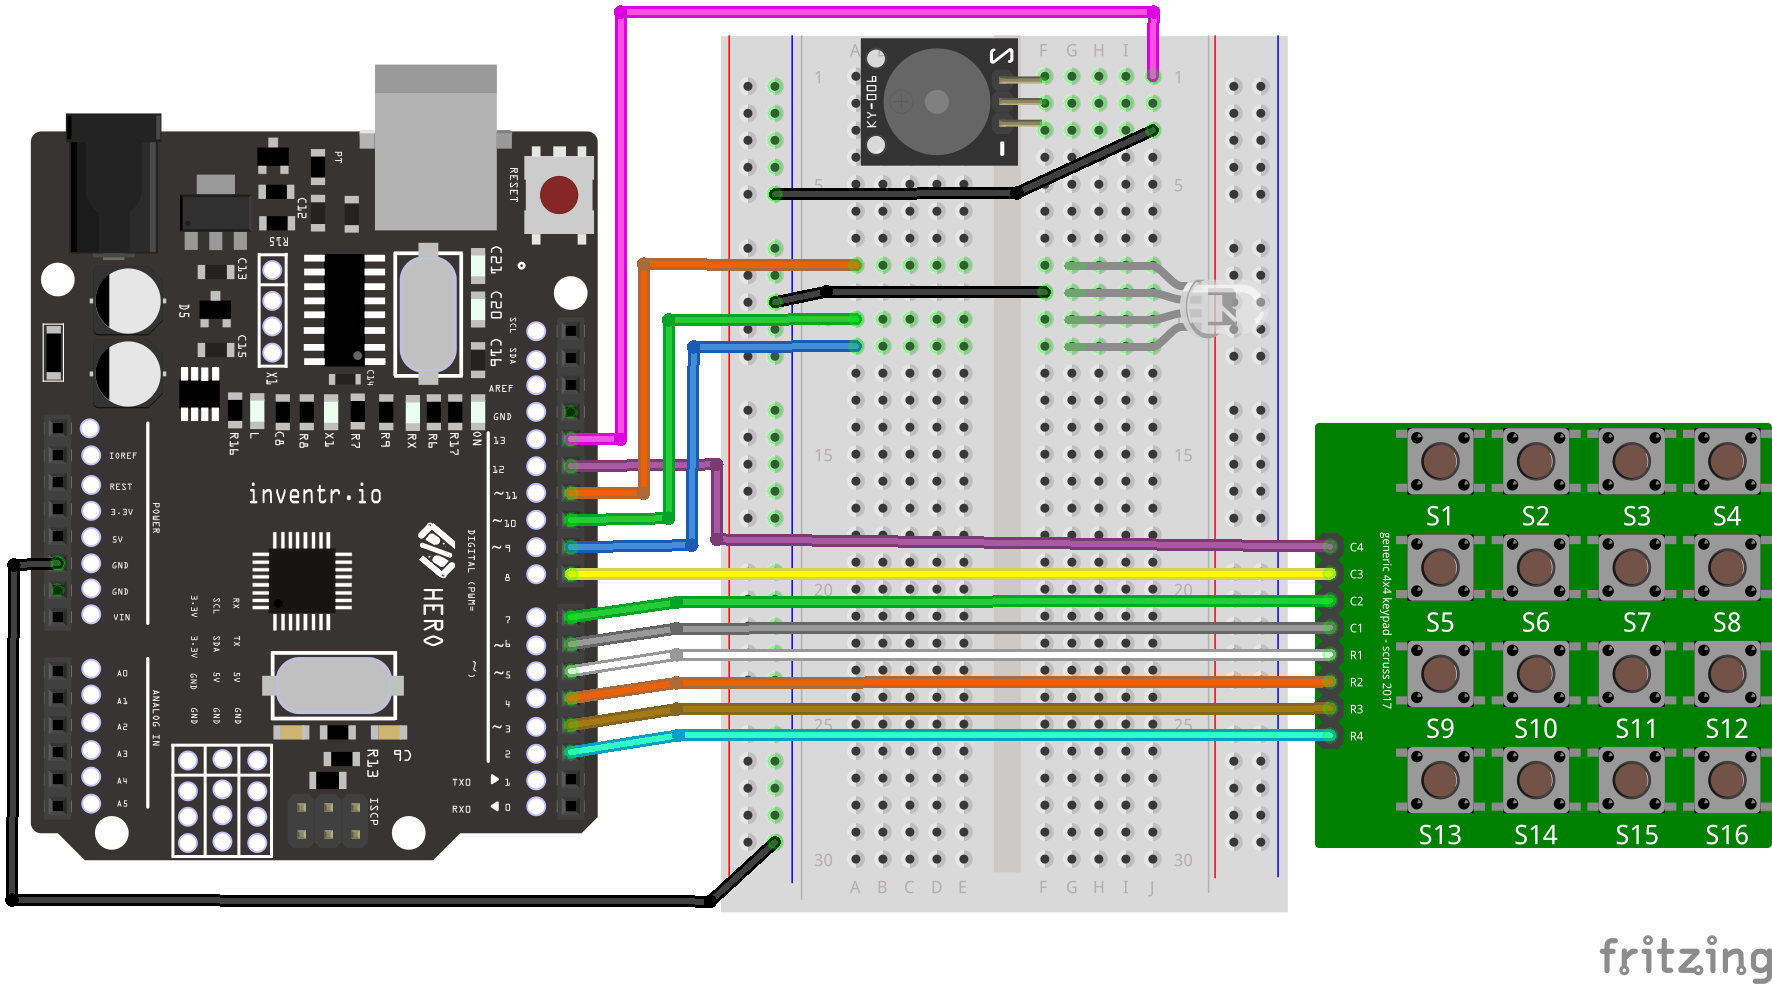 A
F G H I
1
1
KY-006
S
−
5
5
15
15
20
20
25
25
30
30
A B C D E
F G H I J
PT
C12
R15
C13
D5
C15
X1
C14
RESET
C21
C20
C16
SCL
SDA
AREF
GND
13
12
~11
~10
~9
8
7
~6
~5
4
~3
2
TX0 1
RX0 0
R16 L C8 R8 X1 R7 R9 RX R6 R17 ON
inventr.io
HERO
DIGITAL (PWM= ~)
IOREF
REST
3.3V
5V
GND
GND
VIN
POWER
A0
A1
A2
A3
A4
A5
ANALOG IN
3.3V SCL RX
3.3V SDA TX
GND 5V 5V
GND GND GND
R13
C6
ISCP
C4
C3
C2
C1
R1
R2
R3
R4
generic 4x4 keypad - scruss 2017
S1 S2 S3 S4
S5 S6 S7 S8
S9 S10 S11 S12
S13 S14 S15 S16
fritzing